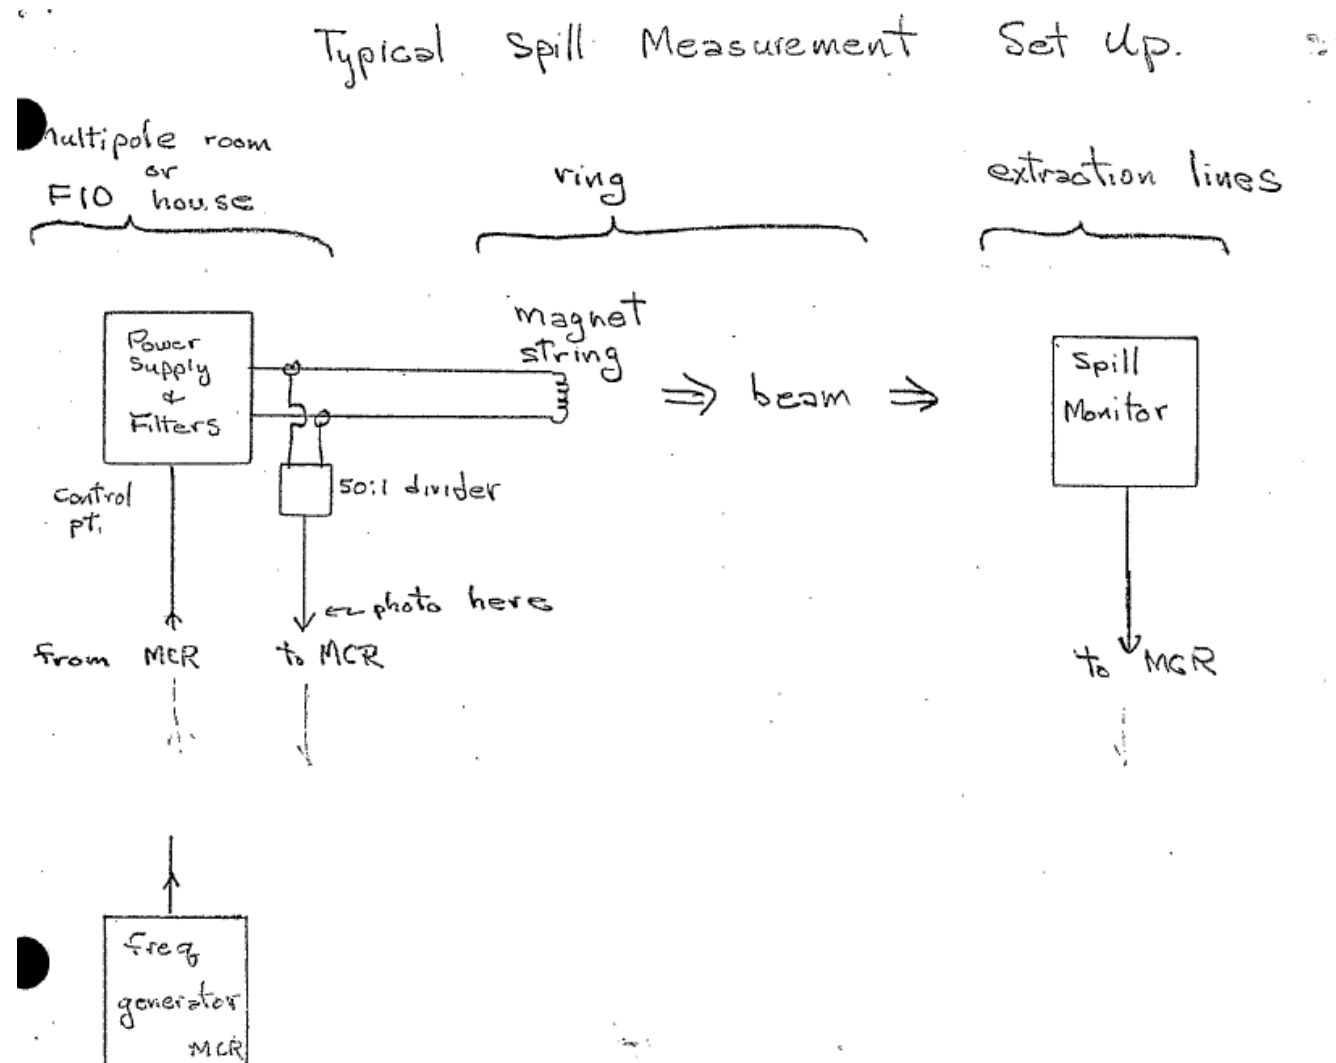 Typical Spill Measurement Set Up.
Multipole room
or
F10 house
ring
extraction lines
Power
Supply
&
Filters
magnet
string
⇒ beam ⇒
Spill
Monitor
control
pt.
50:1 divider
← photo here
from MCR
to MCR
to MCR
freq
generator
MCR